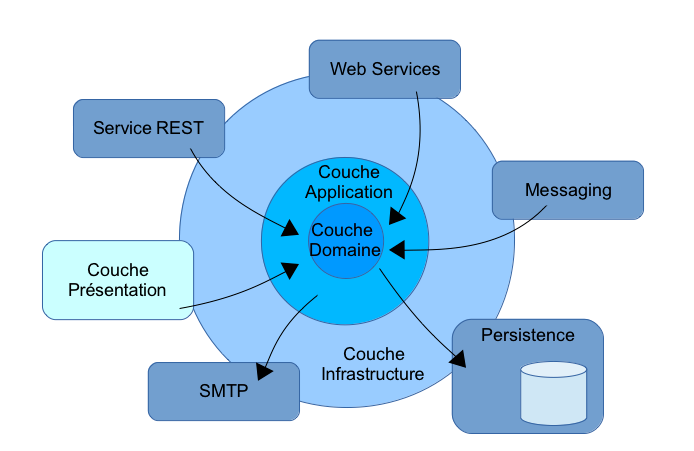 Web Services
Service REST
Couche
Application
Messaging
Couche
Domaine
Couche
Présentation
Persistence
Couche
Infrastructure
SMTP